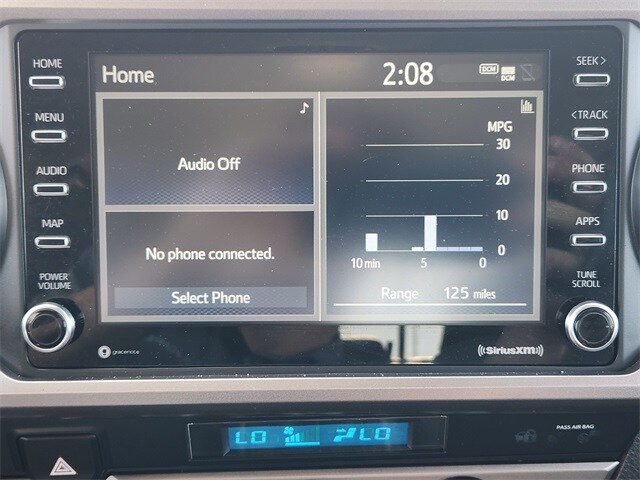 HOME
MENU
AUDIO
MAP
POWER
VOLUME
Home 2:08 DCM DCM
Audio Off
No phone connected.
Select Phone
MPG
30
20
10
0
10 min 5 0
Range 125 miles
SEEK >
< TRACK
PHONE
APPS
TUNE
SCROLL
gracenote
((SiriusXM))
LO LO
PASS AIR BAG